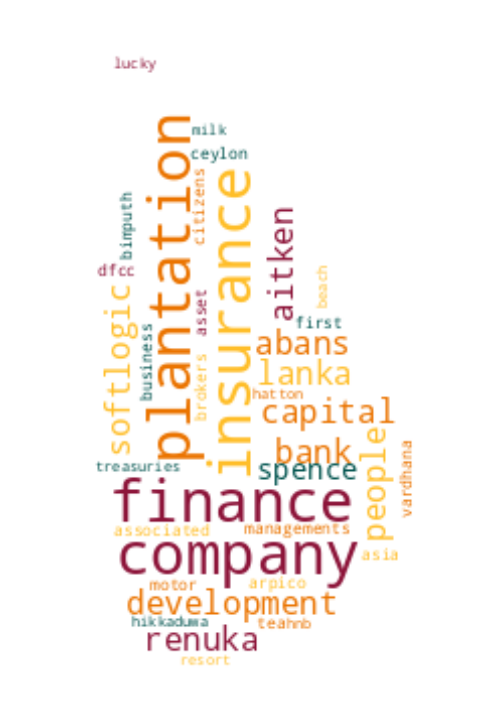 lucky
milk
ceylon
plantation
citizens
insurance
bimputh
aitken
dfcc
beach
softlogic
asset
first
business
abans
brokers
lanka
hatton
capital
people
bank
vardhana
treasuries
spence
finance
associated
managements
company
asia
motor
arpico
development
hikkaduwa
teahnb
renuka
resort